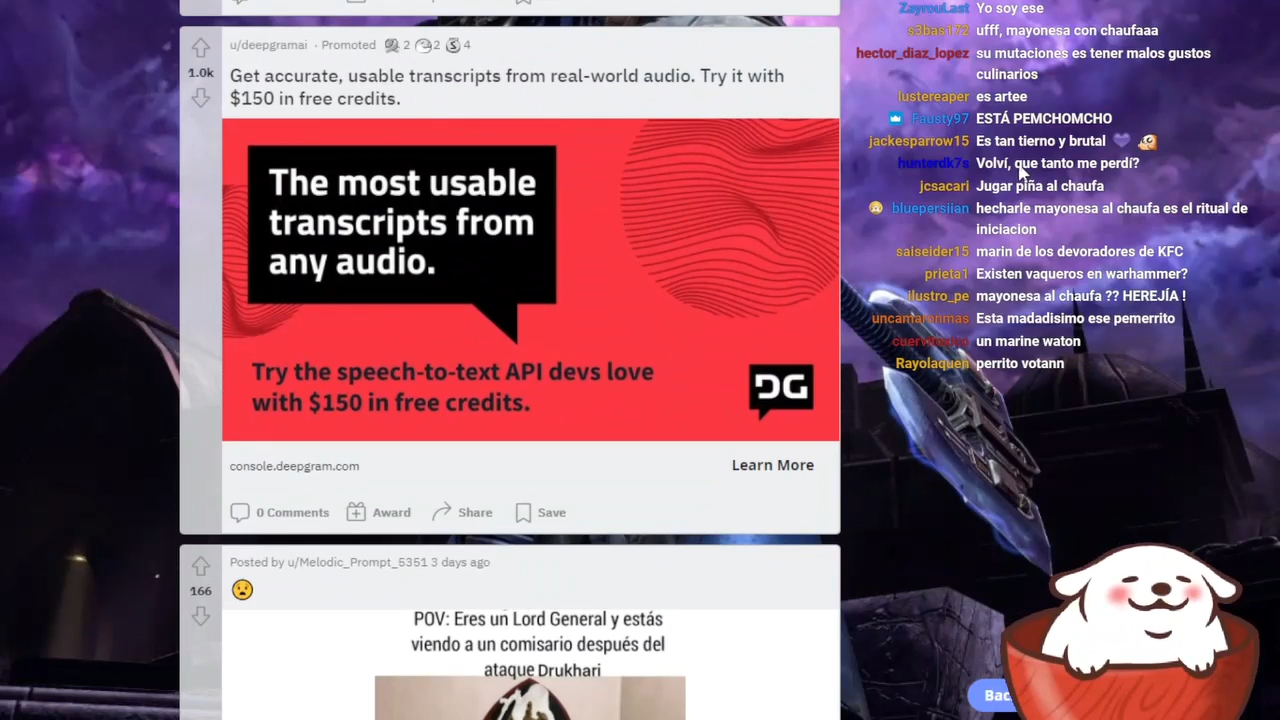 u/deepgramai · Promoted 2 2 4
1.0k
Get accurate, usable transcripts from real-world audio. Try it with
$150 in free credits.
The most usable
transcripts from
any audio.
Try the speech-to-text API devs love
with $150 in free credits.
DG
console.deepgram.com
Learn More
0 Comments Award Share Save
Posted by u/Melodic_Prompt_5351 3 days ago
166
POV: Eres un Lord General y estás
viendo a un comisario después del
ataque Drukhari
ZayrouLast Yo soy ese
s3bas172 ufff, mayonesa con chaufaaa
hector_diaz_lopez su mutaciones es tener malos gustos
culinarios
lustereaper es artee
Fausty97 ESTÁ PEMCHOMCHO
jackesparrow15 Es tan tierno y brutal
hunterdk7s Volví, que tanto me perdí?
jcsacari Jugar piña al chaufa
bluepersiian hecharle mayonesa al chaufa es el ritual de
iniciacion
saiseider15 marin de los devoradores de KFC
prieta1 Existen vaqueros en warhammer?
ilustro_pe mayonesa al chaufa ?? HEREJÍA !
uncamaronmas Esta madadisimo ese pemerrito
un marine waton
Rayolaquen perrito votann